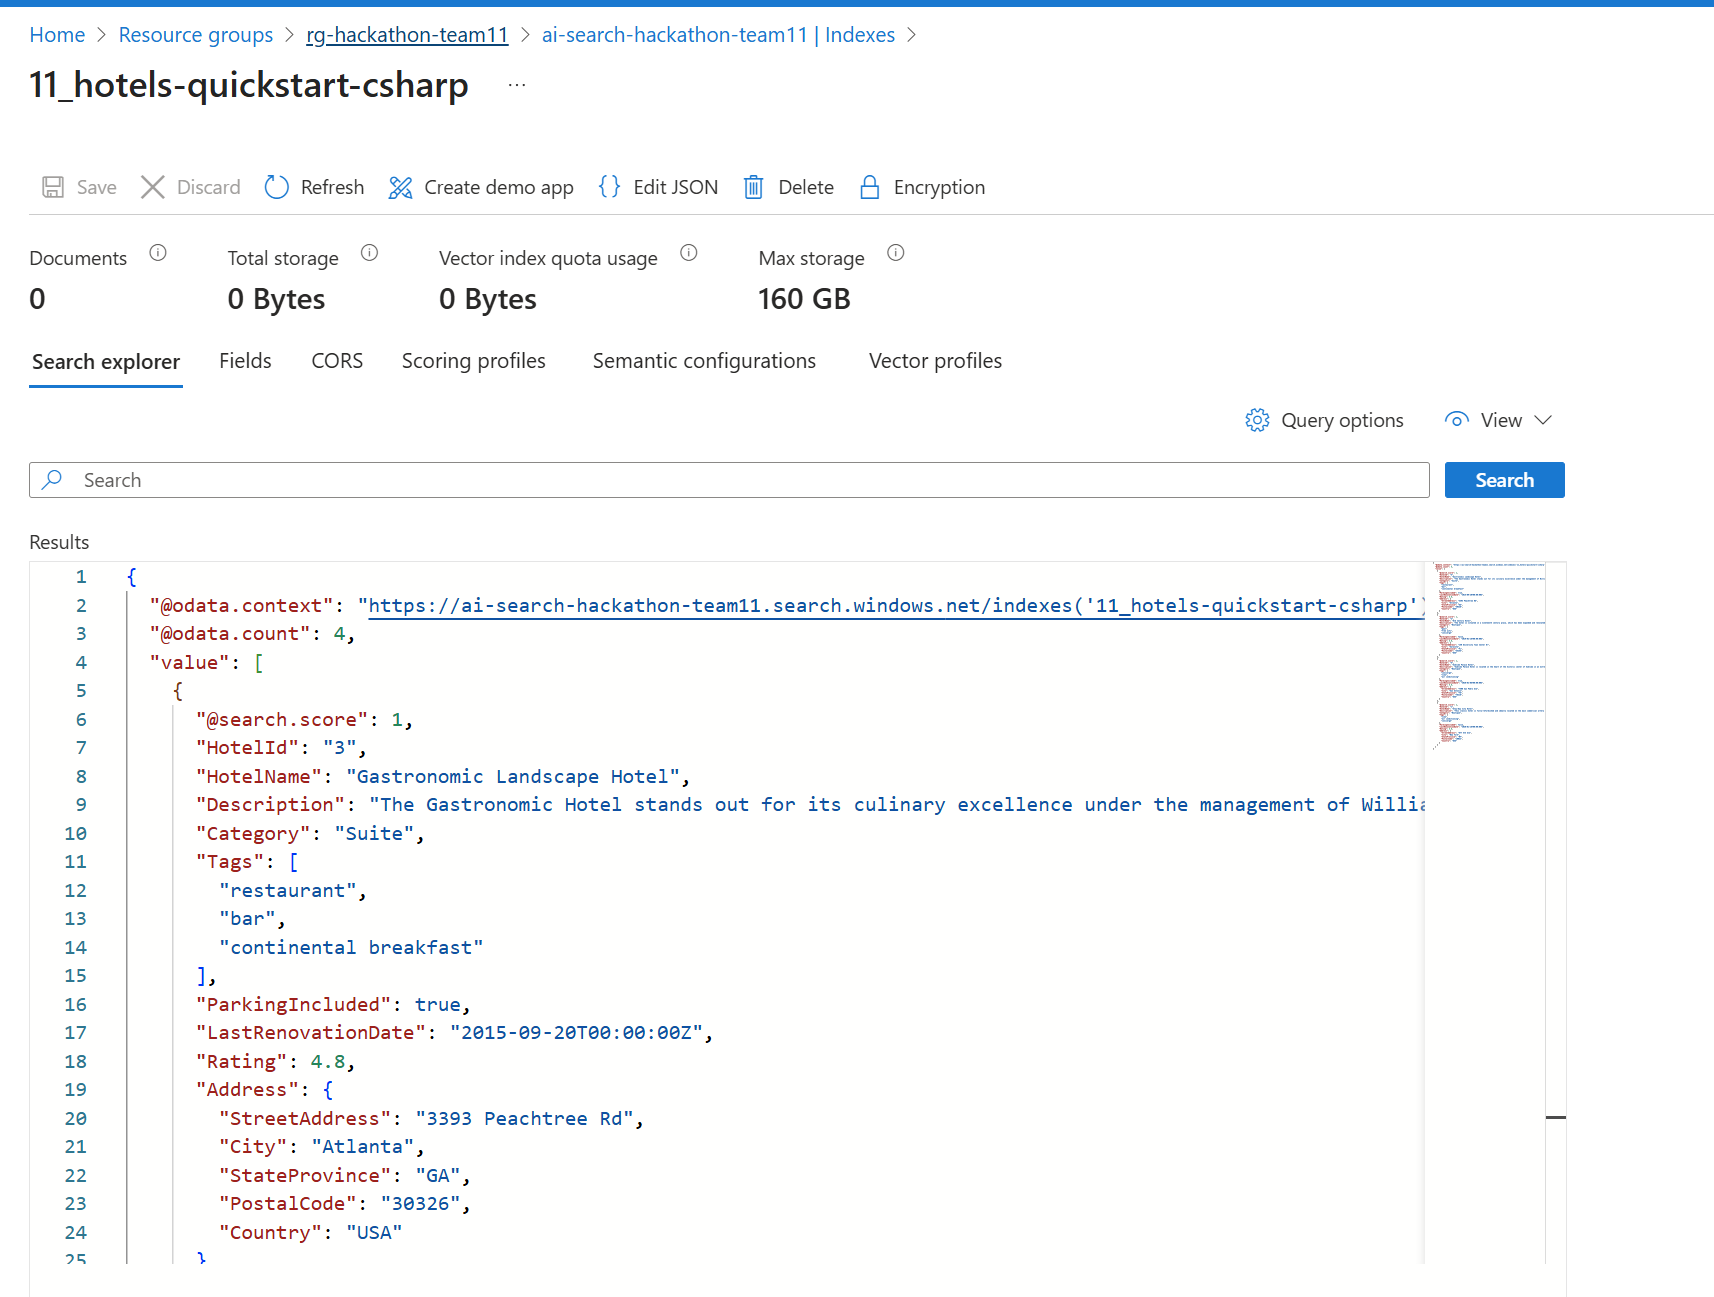 Home > Resource groups > rg-hackathon-team11 > ai-search-hackathon-team11 | Indexes >
11_hotels-quickstart-csharp ...
Save Discard Refresh Create demo app {} Edit JSON Delete Encryption
Documents Total storage Vector index quota usage Max storage
0 0 Bytes 0 Bytes 160 GB
Search explorer Fields CORS Scoring profiles Semantic configurations Vector profiles
Query options View
Search Search
Results
1 {
2 "@odata.context": "https://ai-search-hackathon-team11.search.windows.net/indexes('11_hotels-quickstart-csharp')
3 "@odata.count": 4,
4 "value": [
5 {
6 "@search.score": 1,
7 "HotelId": "3",
8 "HotelName": "Gastronomic Landscape Hotel",
9 "Description": "The Gastronomic Hotel stands out for its culinary excellence under the management of Willia
10 "Category": "Suite",
11 "Tags": [
12 "restaurant",
13 "bar",
14 "continental breakfast"
15 ],
16 "ParkingIncluded": true,
17 "LastRenovationDate": "2015-09-20T00:00:00Z",
18 "Rating": 4.8,
19 "Address": {
20 "StreetAddress": "3393 Peachtree Rd",
21 "City": "Atlanta",
22 "StateProvince": "GA",
23 "PostalCode": "30326",
24 "Country": "USA"
25 }